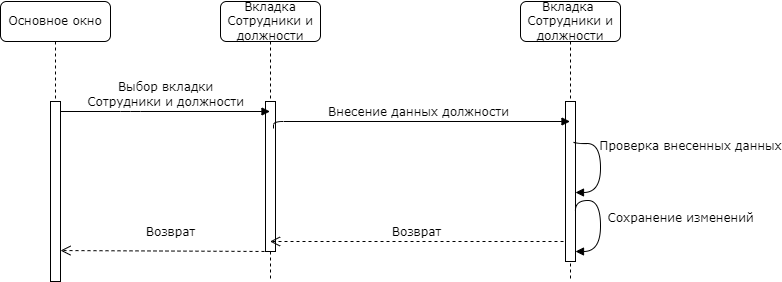 Основное окно
Вкладка
Сотрудники и
должности
Вкладка
Сотрудники и
должности
Выбор вкладки
Сотрудники и должности
Внесение данных должности
Проверка внесенных данных
Сохранение изменений
Возврат
Возврат